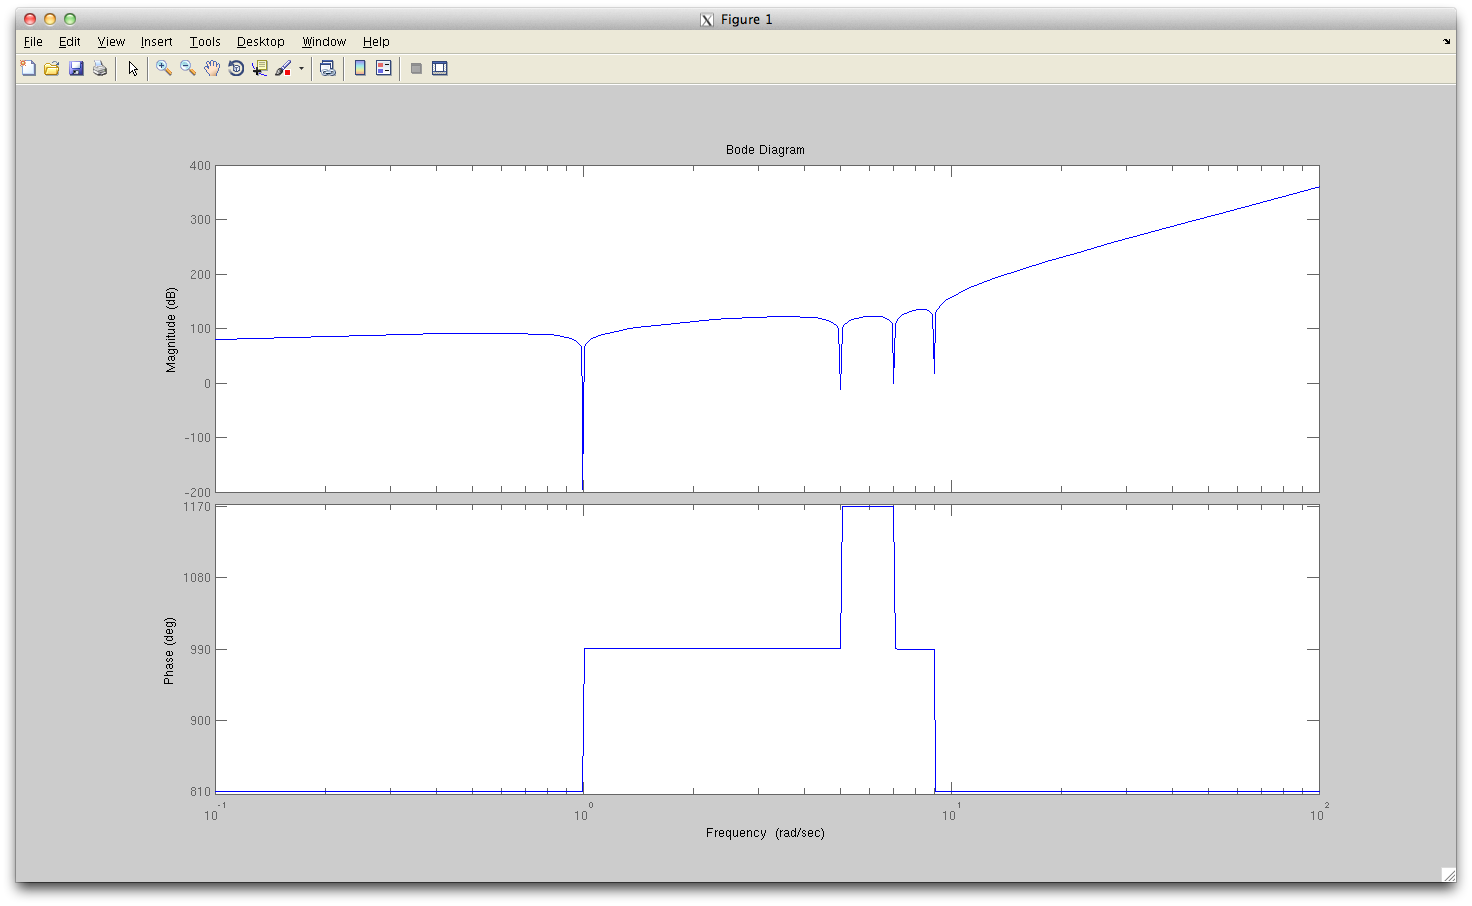 Figure 1
File Edit View Insert Tools Desktop Window Help
Bode Diagram
400
300
200
100
0
-100
-200
Magnitude (dB)
1170
1080
990
900
810
Phase (deg)
10^-1 10^0 10^1 10^2
Frequency (rad/sec)